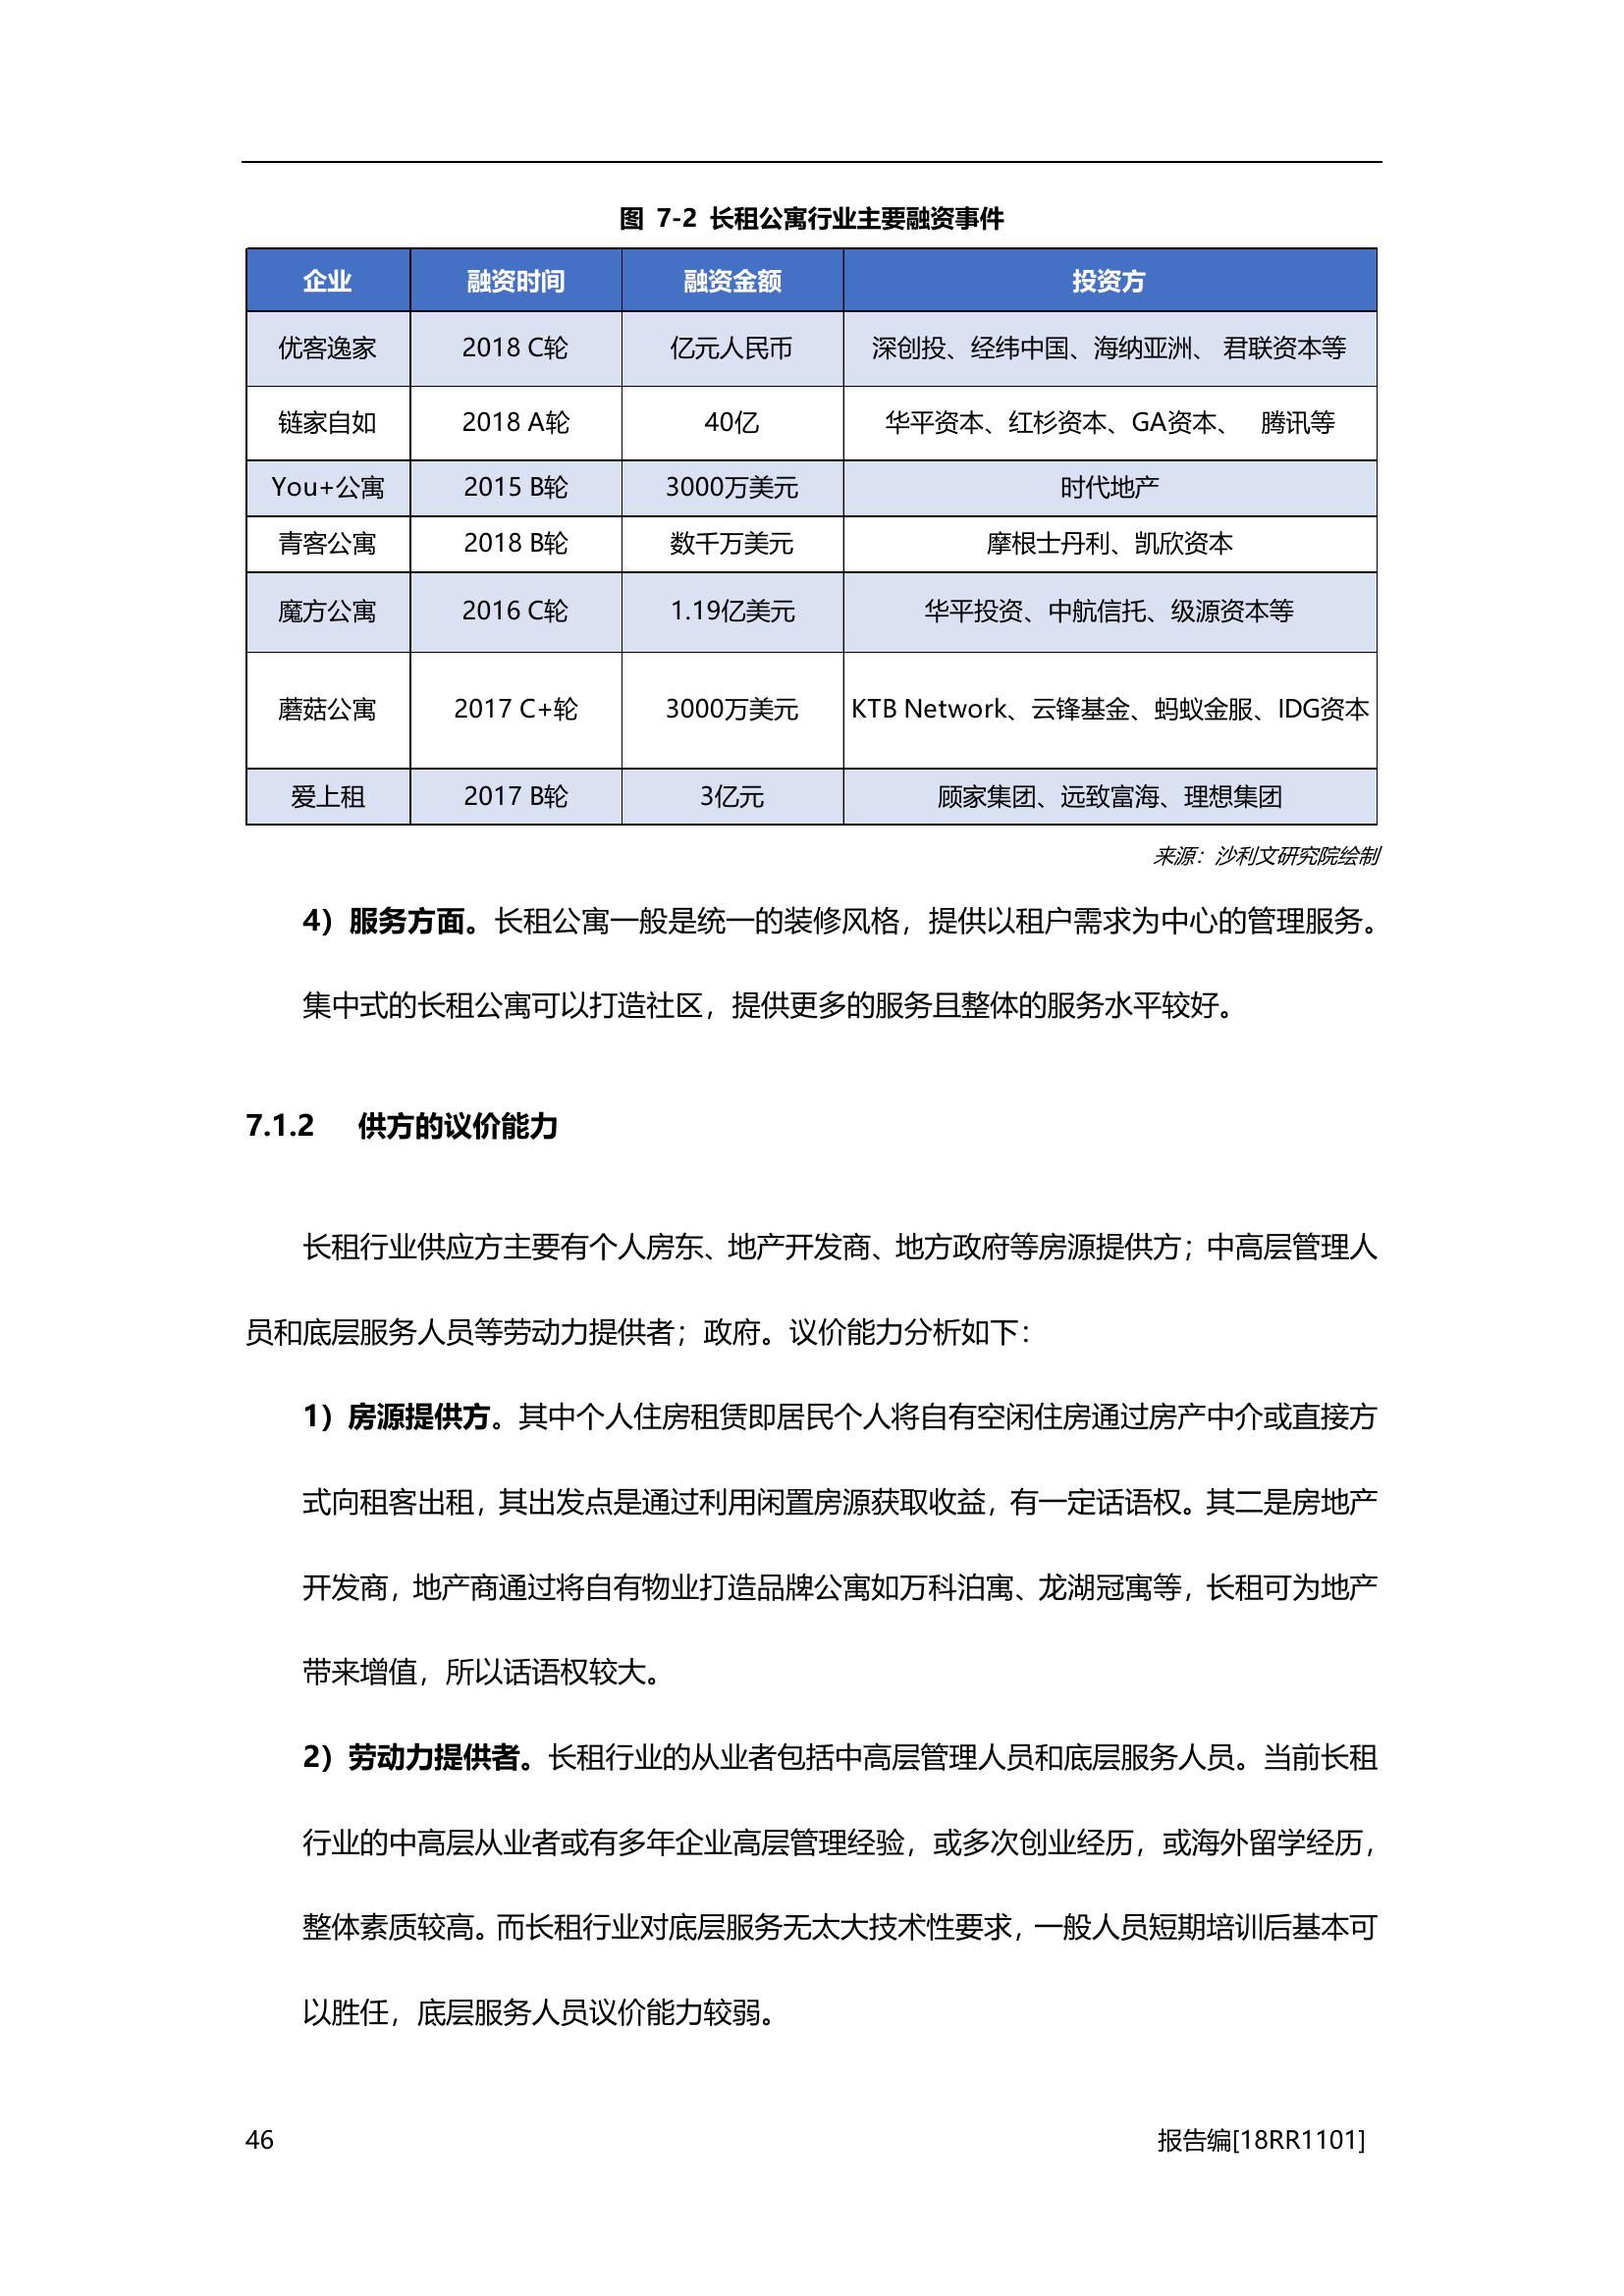 图 7-2 长租公寓行业主要融资事件
企业 融资时间 融资金额 投资方
优客逸家 2018 C轮 亿元人民币 深创投、经纬中国、海纳亚洲、 君联资本等
链家自如 2018 A轮 40亿 华平资本、红杉资本、GA资本、 腾讯等
You+公寓 2015 B轮 3000万美元 时代地产
青客公寓 2018 B轮 数千万美元 摩根士丹利、凯欣资本
魔方公寓 2016 C轮 1.19亿美元 华平投资、中航信托、级源资本等
蘑菇公寓 2017 C+轮 3000万美元 KTB Network、云锋基金、蚂蚁金服、IDG资本
爱上租 2017 B轮 3亿元 顾家集团、远致富海、理想集团
来源：沙利文研究院绘制
4）服务方面。长租公寓一般是统一的装修风格，提供以租户需求为中心的管理服务。
集中式的长租公寓可以打造社区，提供更多的服务且整体的服务水平较好。
7.1.2 供方的议价能力
长租行业供应方主要有个人房东、地产开发商、地方政府等房源提供方；中高层管理人
员和底层服务人员等劳动力提供者；政府。议价能力分析如下：
1）房源提供方。其中个人住房租赁即居民个人将自有空闲住房通过房产中介或直接方
式向租客出租，其出发点是通过利用闲置房源获取收益，有一定话语权。其二是房地产
开发商，地产商通过将自有物业打造品牌公寓如万科泊寓、龙湖冠寓等，长租可为地产
带来增值，所以话语权较大。
2）劳动力提供者。长租行业的从业者包括中高层管理人员和底层服务人员。当前长租
行业的中高层从业者或有多年企业高层管理经验，或多次创业经历，或海外留学经历，
整体素质较高。而长租行业对底层服务无太大技术性要求，一般人员短期培训后基本可
以胜任，底层服务人员议价能力较弱。
46 报告编[18RR1101]